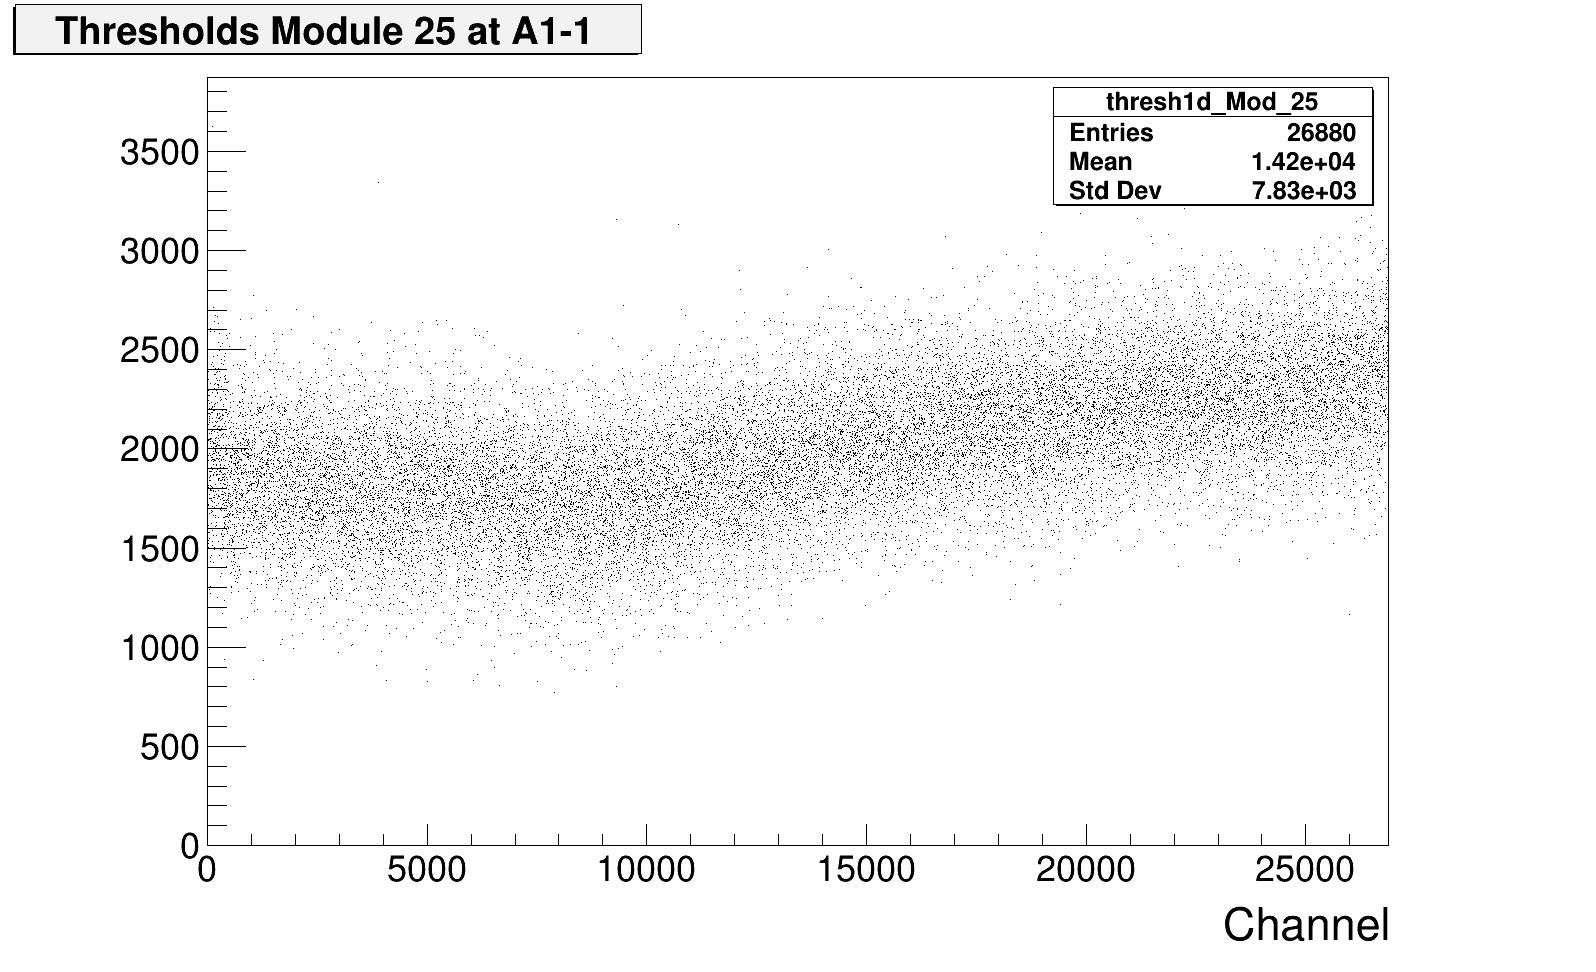 Thresholds Module 25 at A1-1
thresh1d_Mod_25
Entries 26880
Mean 1.42e+04
Std Dev 7.83e+03
3500
3000
2500
2000
1500
1000
500
0
0 5000 10000 15000 20000 25000
Channel